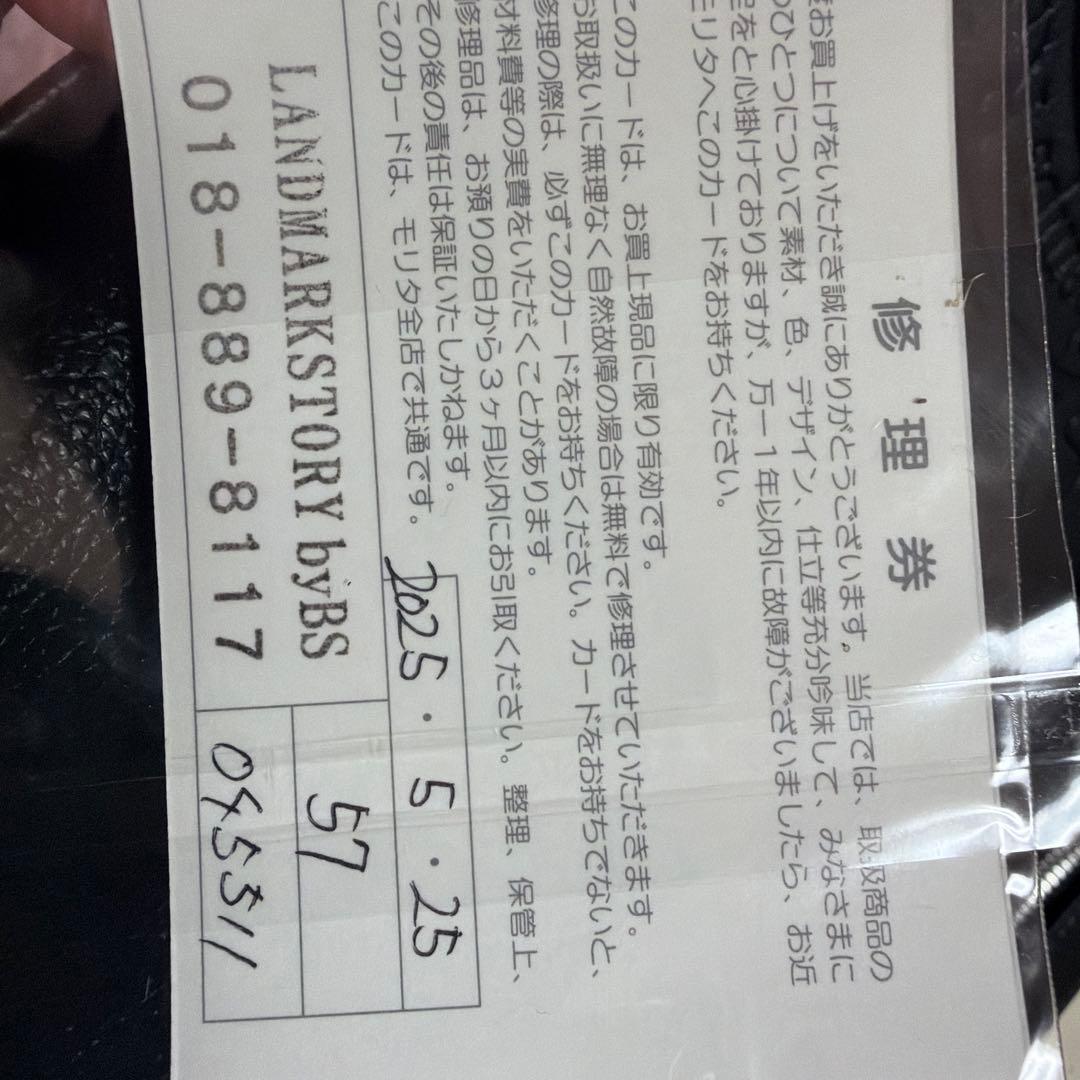 修理券
お買上げをいただき誠にありがとうございます。当店では、取扱商品の
ひとつについて素材、色、デザイン、仕立等充分吟味して、みなさまに
をと心掛けておりますが、万一1年以内に故障がございましたら、お近
モリタへこのカードをお持ちください。
このカードは、お買上現品に限り有効です。
お取扱いに無理なく自然故障の場合は無料で修理させていただきます。
修理の際は、必ずこのカードをお持ちください。カードをお持ちでないと、
材料費等の実費をいただくことがあります。
修理品は、お預りの日から3ヶ月以内にお引取ください。整理、保管上、
その後の責任は保証いたしかねます。
このカードは、モリタ全店で共通です。
2025・5・25
LANDMARKSTORY byBS
57
018-889-8117